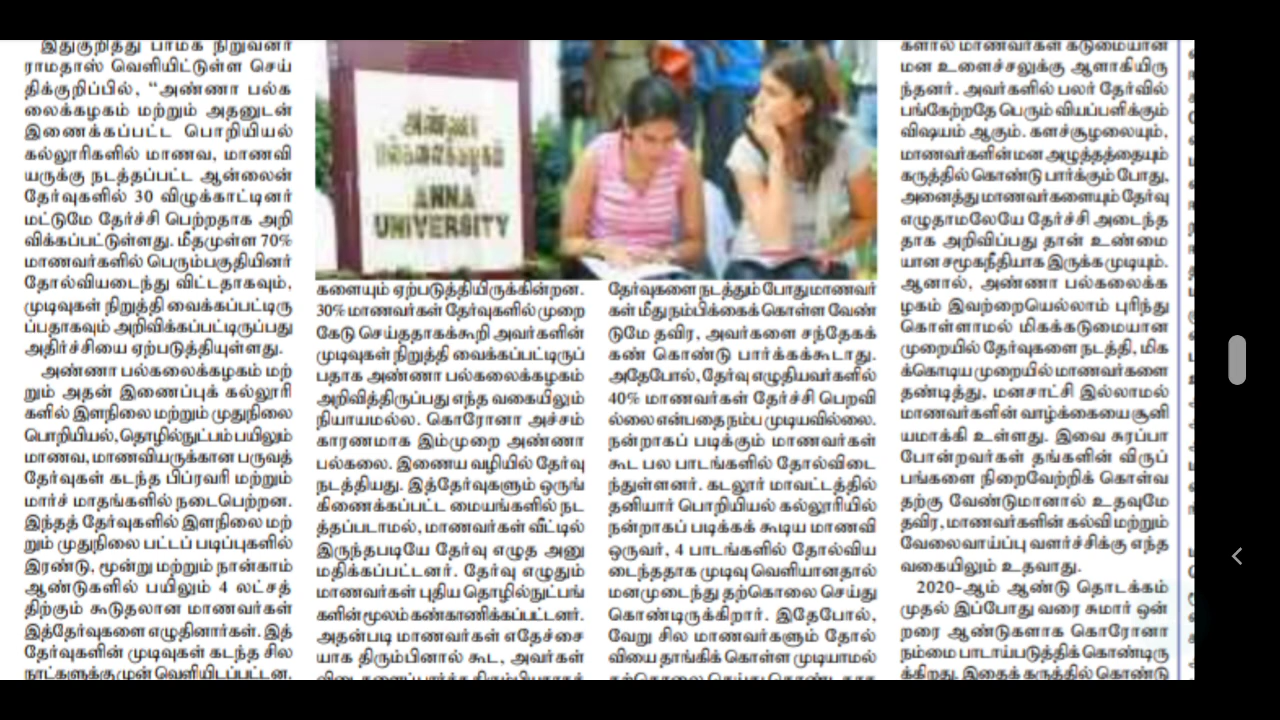 இதுகுறித்து பாமக நிறுவனர்
ராமதாஸ் வெளியிட்டுள்ள செய்
திக்குறிப்பில், “அண்ணா பல்க
லைக்கழகம் மற்றும் அதனுடன்
இணைக்கப்பட்ட பொறியியல்
கல்லூரிகளில் மாணவ, மாணவி
யருக்கு நடத்தப்பட்ட ஆன்லைன்
தேர்வுகளில் 30 விழுக்காட்டினர்
மட்டுமே தேர்ச்சி பெற்றதாக அறி
விக்கப்பட்டுள்ளது. மீதமுள்ள 70%
மாணவர்களில் பெரும்பகுதியினர்
தோல்வியடைந்து விட்டதாகவும்,
முடிவுகள் நிறுத்தி வைக்கப்பட்டிரு
ப்பதாகவும் அறிவிக்கப்பட்டிருப்பது
அதிர்ச்சியை ஏற்படுத்தியுள்ளது.
அண்ணா பல்கலைக்கழகம் மற்
றும் அதன் இணைப்புக் கல்லூரி
களில் இளநிலை மற்றும் முதுநிலை
பொறியியல், தொழில்நுட்பம் பயிலும்
மாணவ, மாணவியருக்கான பருவத்
தேர்வுகள் கடந்த பிப்ரவரி மற்றும்
மார்ச் மாதங்களில் நடைபெற்றன.
இந்தத் தேர்வுகளில் இளநிலை மற்
றும் முதுநிலை பட்டப் படிப்புகளில்
இரண்டு, மூன்று மற்றும் நான்காம்
ஆண்டுகளில் பயிலும் 4 லட்சத்
திற்கும் கூடுதலான மாணவர்கள்
இத்தேர்வுகளை எழுதினார்கள். இத்
தேர்வுகளின் முடிவுகள் கடந்த சில
நாட்களுக்கு முன் வெளியிடப்பட்டன.
அண்ணா
பல்கலைக்கழகம்
ANNA
UNIVERSITY
களையும் ஏற்படுத்தியிருக்கின்றன.
30% மாணவர்கள் தேர்வுகளில் முறை
கேடு செய்ததாகக்கூறி அவர்களின்
முடிவுகள் நிறுத்தி வைக்கப்பட்டிருப்
பதாக அண்ணா பல்கலைக்கழகம்
அறிவித்திருப்பது எந்த வகையிலும்
நியாயமல்ல. கொரோனா அச்சம்
காரணமாக இம்முறை அண்ணா
பல்கலை. இணைய வழியில் தேர்வு
நடத்தியது. இத்தேர்வுகளும் ஒருங்
கிணைக்கப்பட்ட மையங்களில் நட
த்தப்படாமல், மாணவர்கள் வீட்டில்
இருந்தபடியே தேர்வு எழுத அனு
மதிக்கப்பட்டனர். தேர்வு எழுதும்
மாணவர்கள் புதிய தொழில்நுட்பங்
களின் மூலம் கண்காணிக்கப்பட்டனர்.
அதன்படி மாணவர்கள் எதேச்சை
யாக திரும்பினால் கூட, அவர்கள்
தேர்வுகளை நடத்தும் போது மாணவர்
கள் மீது நம்பிக்கைக் கொள்ள வேண்
டுமே தவிர, அவர்களை சந்தேகக்
கண் கொண்டு பார்க்கக்கூடாது.
அதேபோல், தேர்வு எழுதியவர்களில்
40% மாணவர்கள் தேர்ச்சி பெறவி
ல்லை என்பதை நம்ப முடியவில்லை.
நன்றாகப் படிக்கும் மாணவர்கள்
கூட பல பாடங்களில் தோல்விடை
ந்துள்ளனர். கடலூர் மாவட்டத்தில்
தனியார் பொறியியல் கல்லூரியில்
நன்றாகப் படிக்கக் கூடிய மாணவி
ஒருவர், 4 பாடங்களில் தோல்விய
டைந்ததாக முடிவு வெளியானதால்
மனமுடைந்து தற்கொலை செய்து
கொண்டிருக்கிறார். இதேபோல்,
வேறு சில மாணவர்களும் தோல்
வியை தாங்கிக் கொள்ள முடியாமல்
களால் மாணவர்கள் கடுமையான
மன உளைச்சலுக்கு ஆளாகியிரு
ந்தனர். அவர்களில் பலர் தேர்வில்
பங்கேற்றதே பெரும் வியப்பளிக்கும்
விஷயம் ஆகும். களச்சூழலையும்,
மாணவர்களின் மன அழுத்தத்தையும்
கருத்தில் கொண்டு பார்க்கும் போது,
அனைத்து மாணவர்களையும் தேர்வு
எழுதாமலேயே தேர்ச்சி அடைந்த
தாக அறிவிப்பது தான் உண்மை
யான சமூகநீதியாக இருக்க முடியும்.
ஆனால், அண்ணா பல்கலைக்க
ழகம் இவற்றையெல்லாம் புரிந்து
கொள்ளாமல் மிகக்கடுமையான
முறையில் தேர்வுகளை நடத்தி, மிக
க்கொடிய முறையில் மாணவர்களை
தண்டித்து, மனசாட்சி இல்லாமல்
மாணவர்களின் வாழ்க்கையை சூனி
யமாக்கி உள்ளது. இவை சுரப்பா
போன்றவர்கள் தங்களின் விருப்
பங்களை நிறைவேற்றிக் கொள்வ
தற்கு வேண்டுமானால் உதவுமே
தவிர, மாணவர்களின் கல்வி மற்றும்
வேலைவாய்ப்பு வளர்ச்சிக்கு எந்த
வகையிலும் உதவாது.
2020-ஆம் ஆண்டு தொடக்கம்
முதல் இப்போது வரை சுமார் ஒன்
றரை ஆண்டுகளாக கொரோனா
நம்மை பாடாய்படுத்திக் கொண்டிரு
க்கிறது. இதைக் கருத்தில் கொண்டு